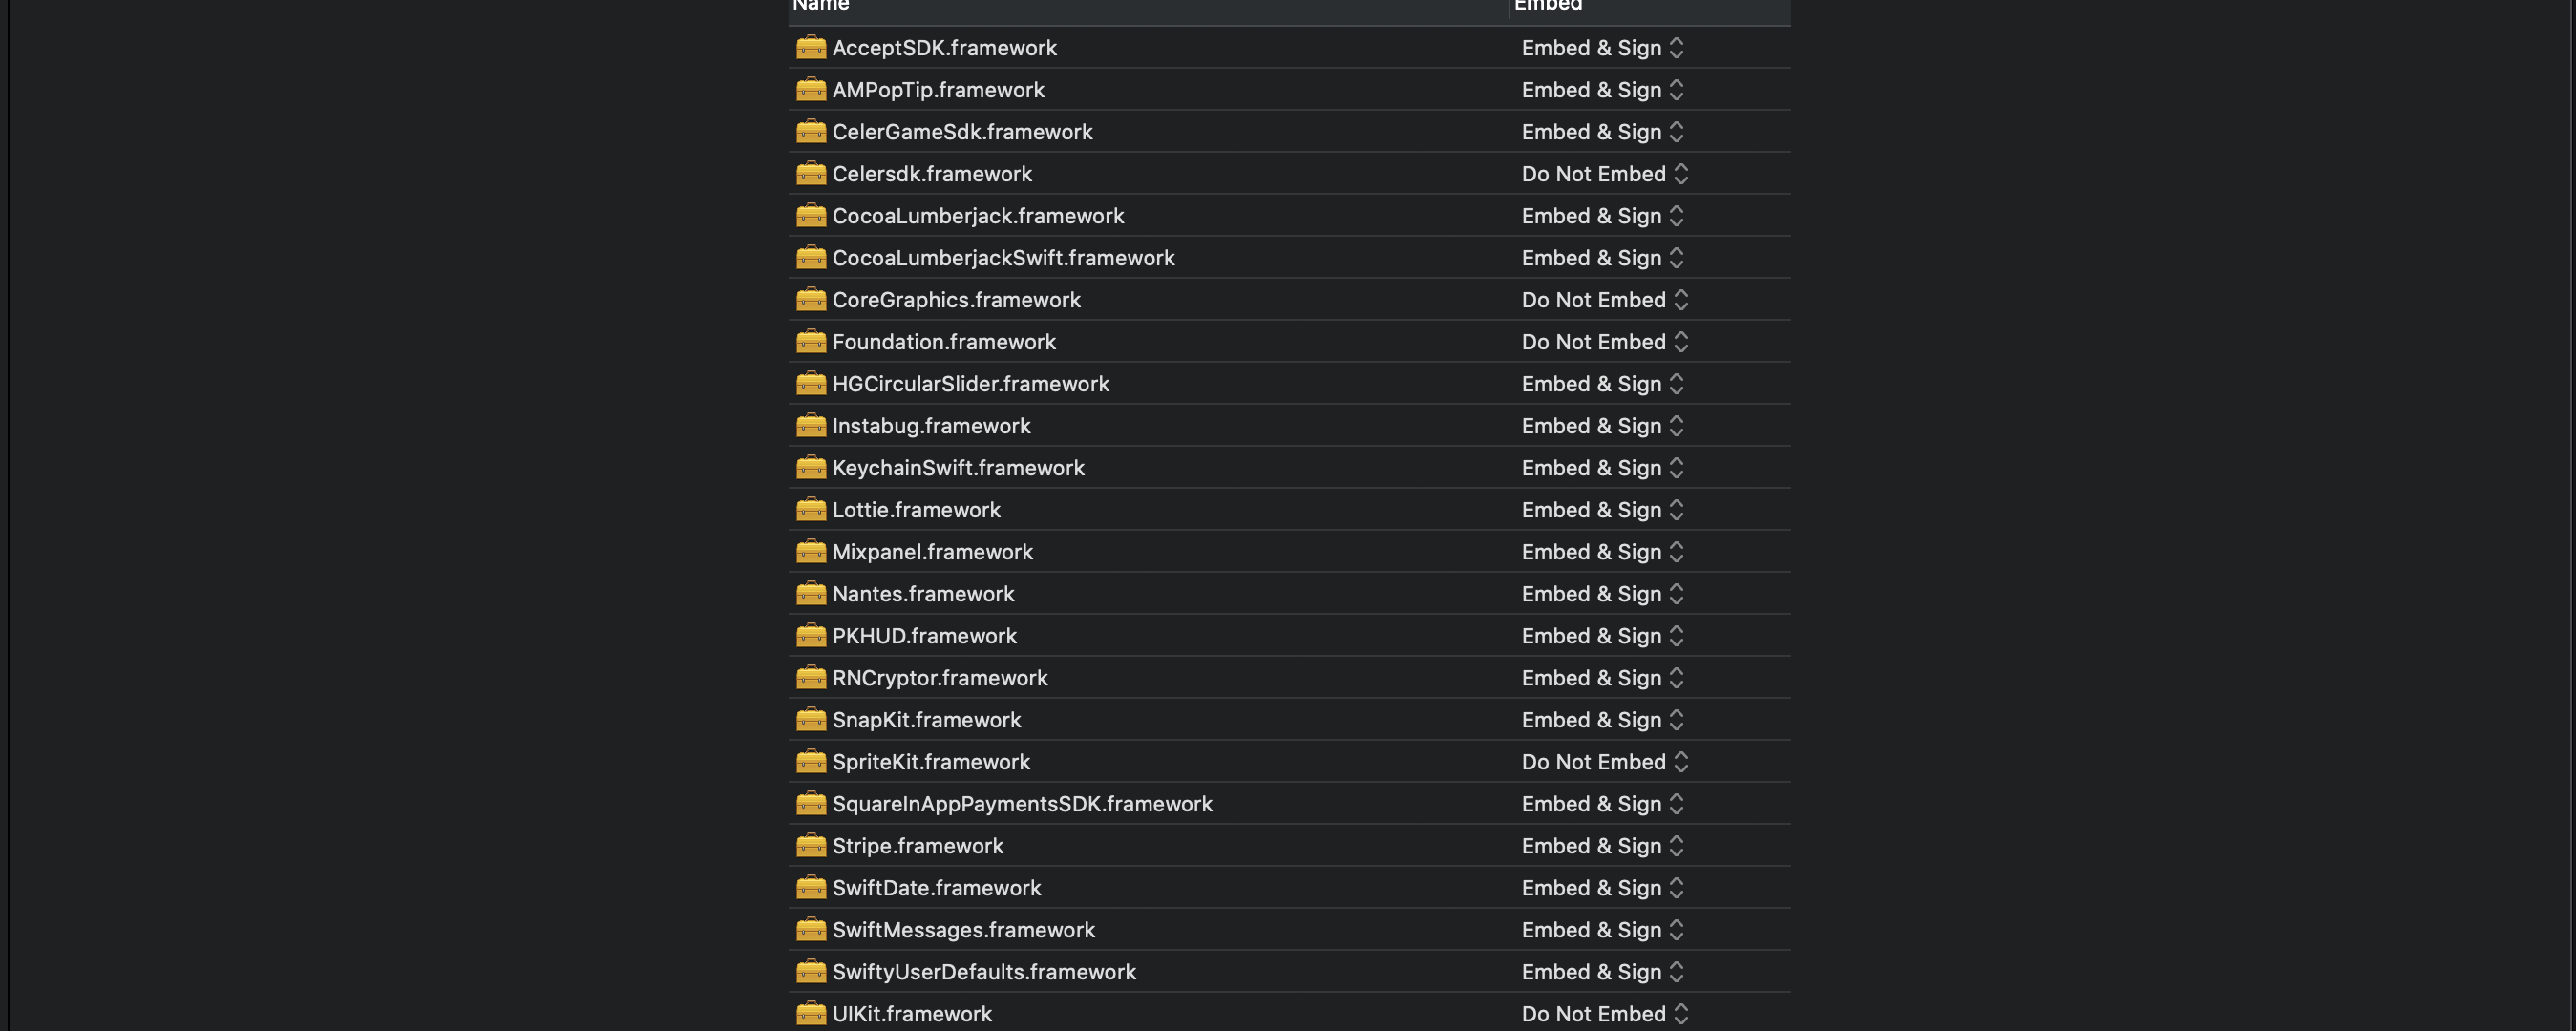 Name Embed
AcceptSDK.framework Embed & Sign
AMPopTip.framework Embed & Sign
CelerGameSdk.framework Embed & Sign
Celersdk.framework Do Not Embed
CocoaLumberjack.framework Embed & Sign
CocoaLumberjackSwift.framework Embed & Sign
CoreGraphics.framework Do Not Embed
Foundation.framework Do Not Embed
HGCircularSlider.framework Embed & Sign
Instabug.framework Embed & Sign
KeychainSwift.framework Embed & Sign
Lottie.framework Embed & Sign
Mixpanel.framework Embed & Sign
Nantes.framework Embed & Sign
PKHUD.framework Embed & Sign
RNCryptor.framework Embed & Sign
SnapKit.framework Embed & Sign
SpriteKit.framework Do Not Embed
SquareInAppPaymentsSDK.framework Embed & Sign
Stripe.framework Embed & Sign
SwiftDate.framework Embed & Sign
SwiftMessages.framework Embed & Sign
SwiftyUserDefaults.framework Embed & Sign
UIKit.framework Do Not Embed